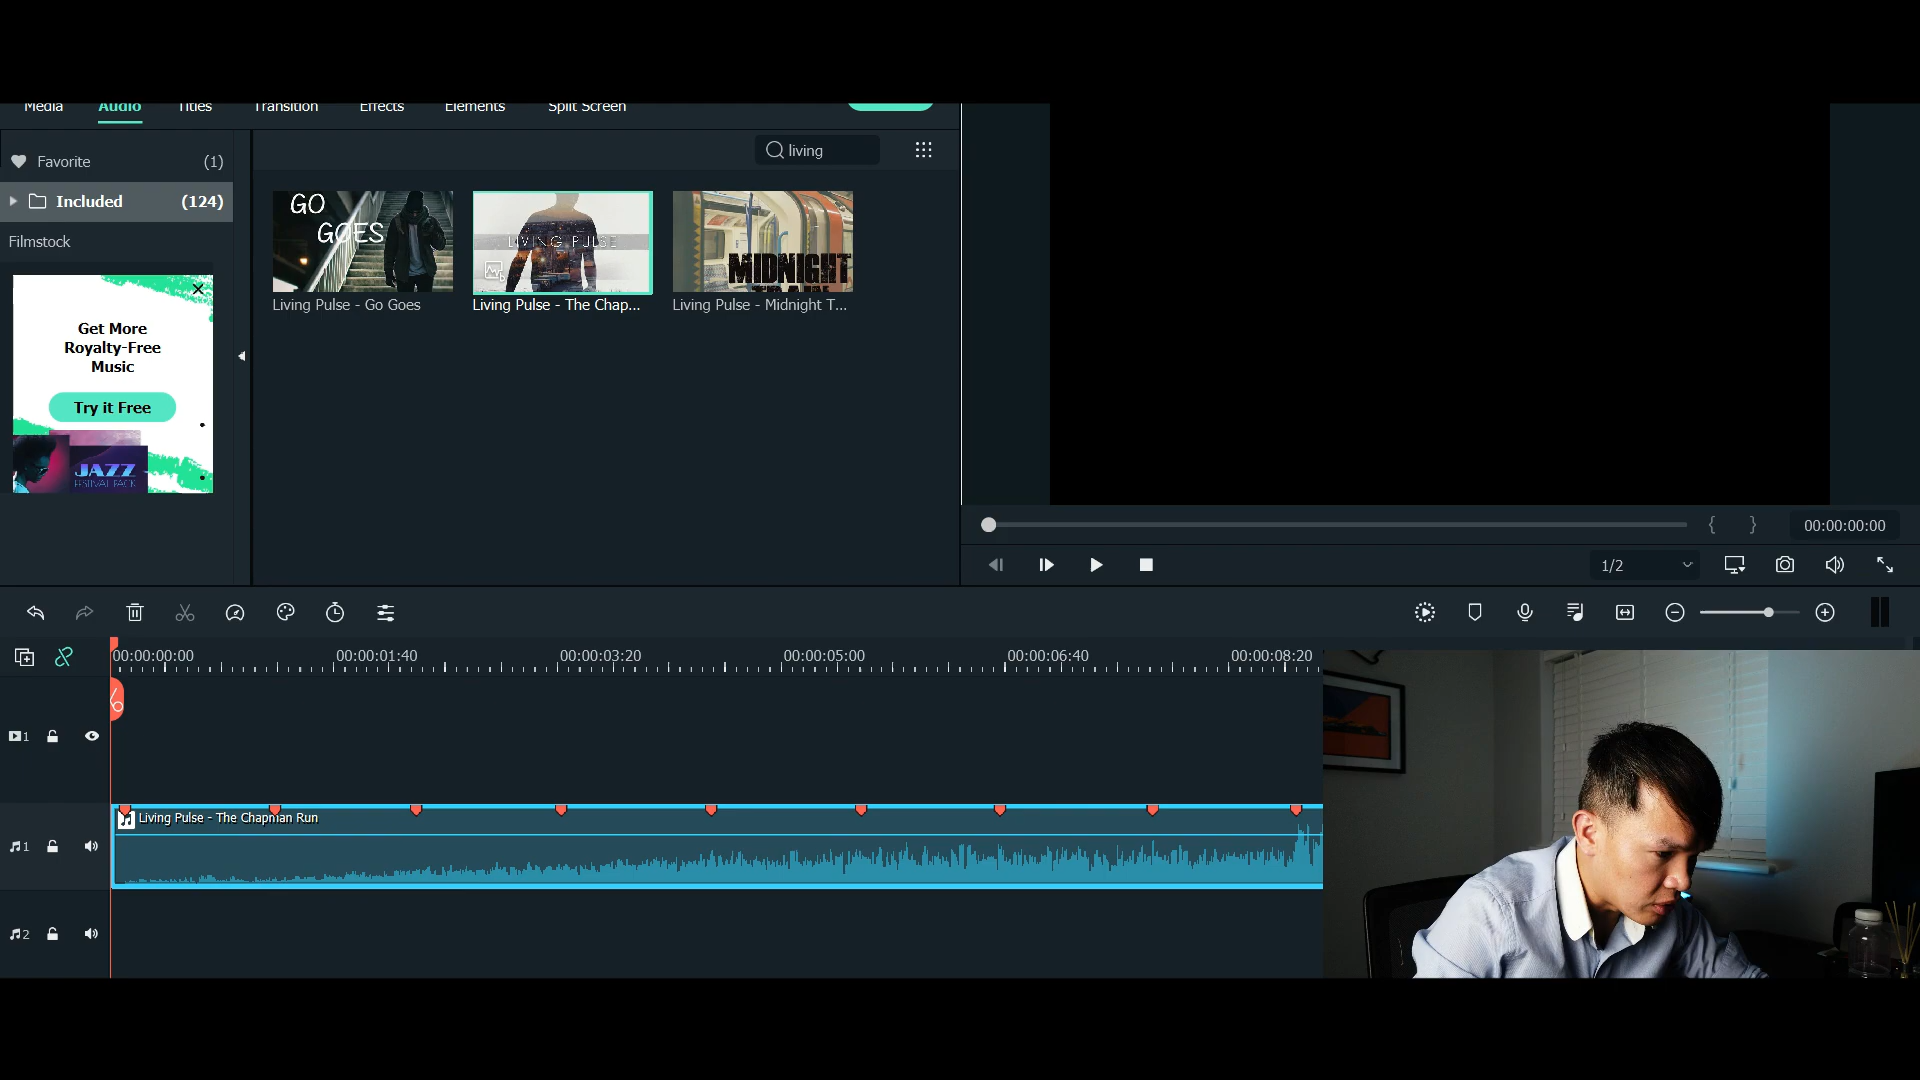 Media Audio Titles Transition Effects Elements Split Screen
Favorite (1)
living
Included (124)
Filmstock
GO
GOES
LIVING PULSE
MIDNIGHT
TRAIN
Living Pulse - Go Goes
Living Pulse - The Chap...
Living Pulse - Midnight T...
Get More
Royalty-Free
Music
Try it Free
JAZZ
FESTIVAL PACK
{ } 00:00:00:00
1/2
00:00:00:00 00:00:01:40 00:00:03:20 00:00:05:00 00:00:06:40 00:00:08:20
1
Living Pulse - The Chapman Run
1
2